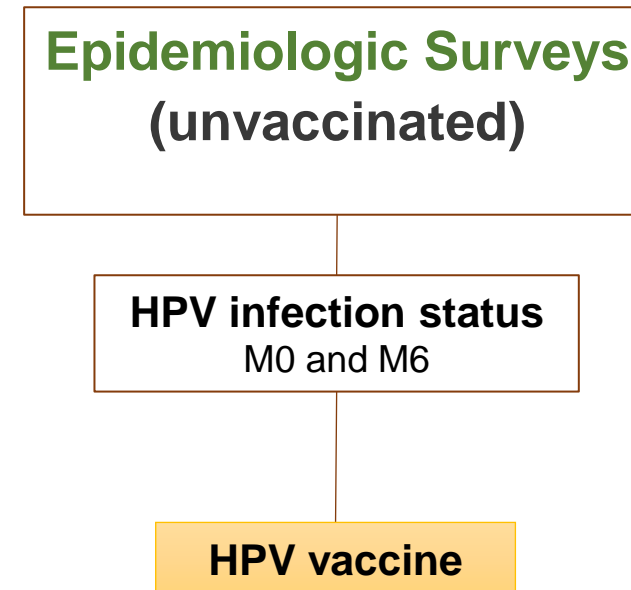 Epidemiologic Surveys
(unvaccinated)
HPV infection status
M0 and M6
HPV vaccine